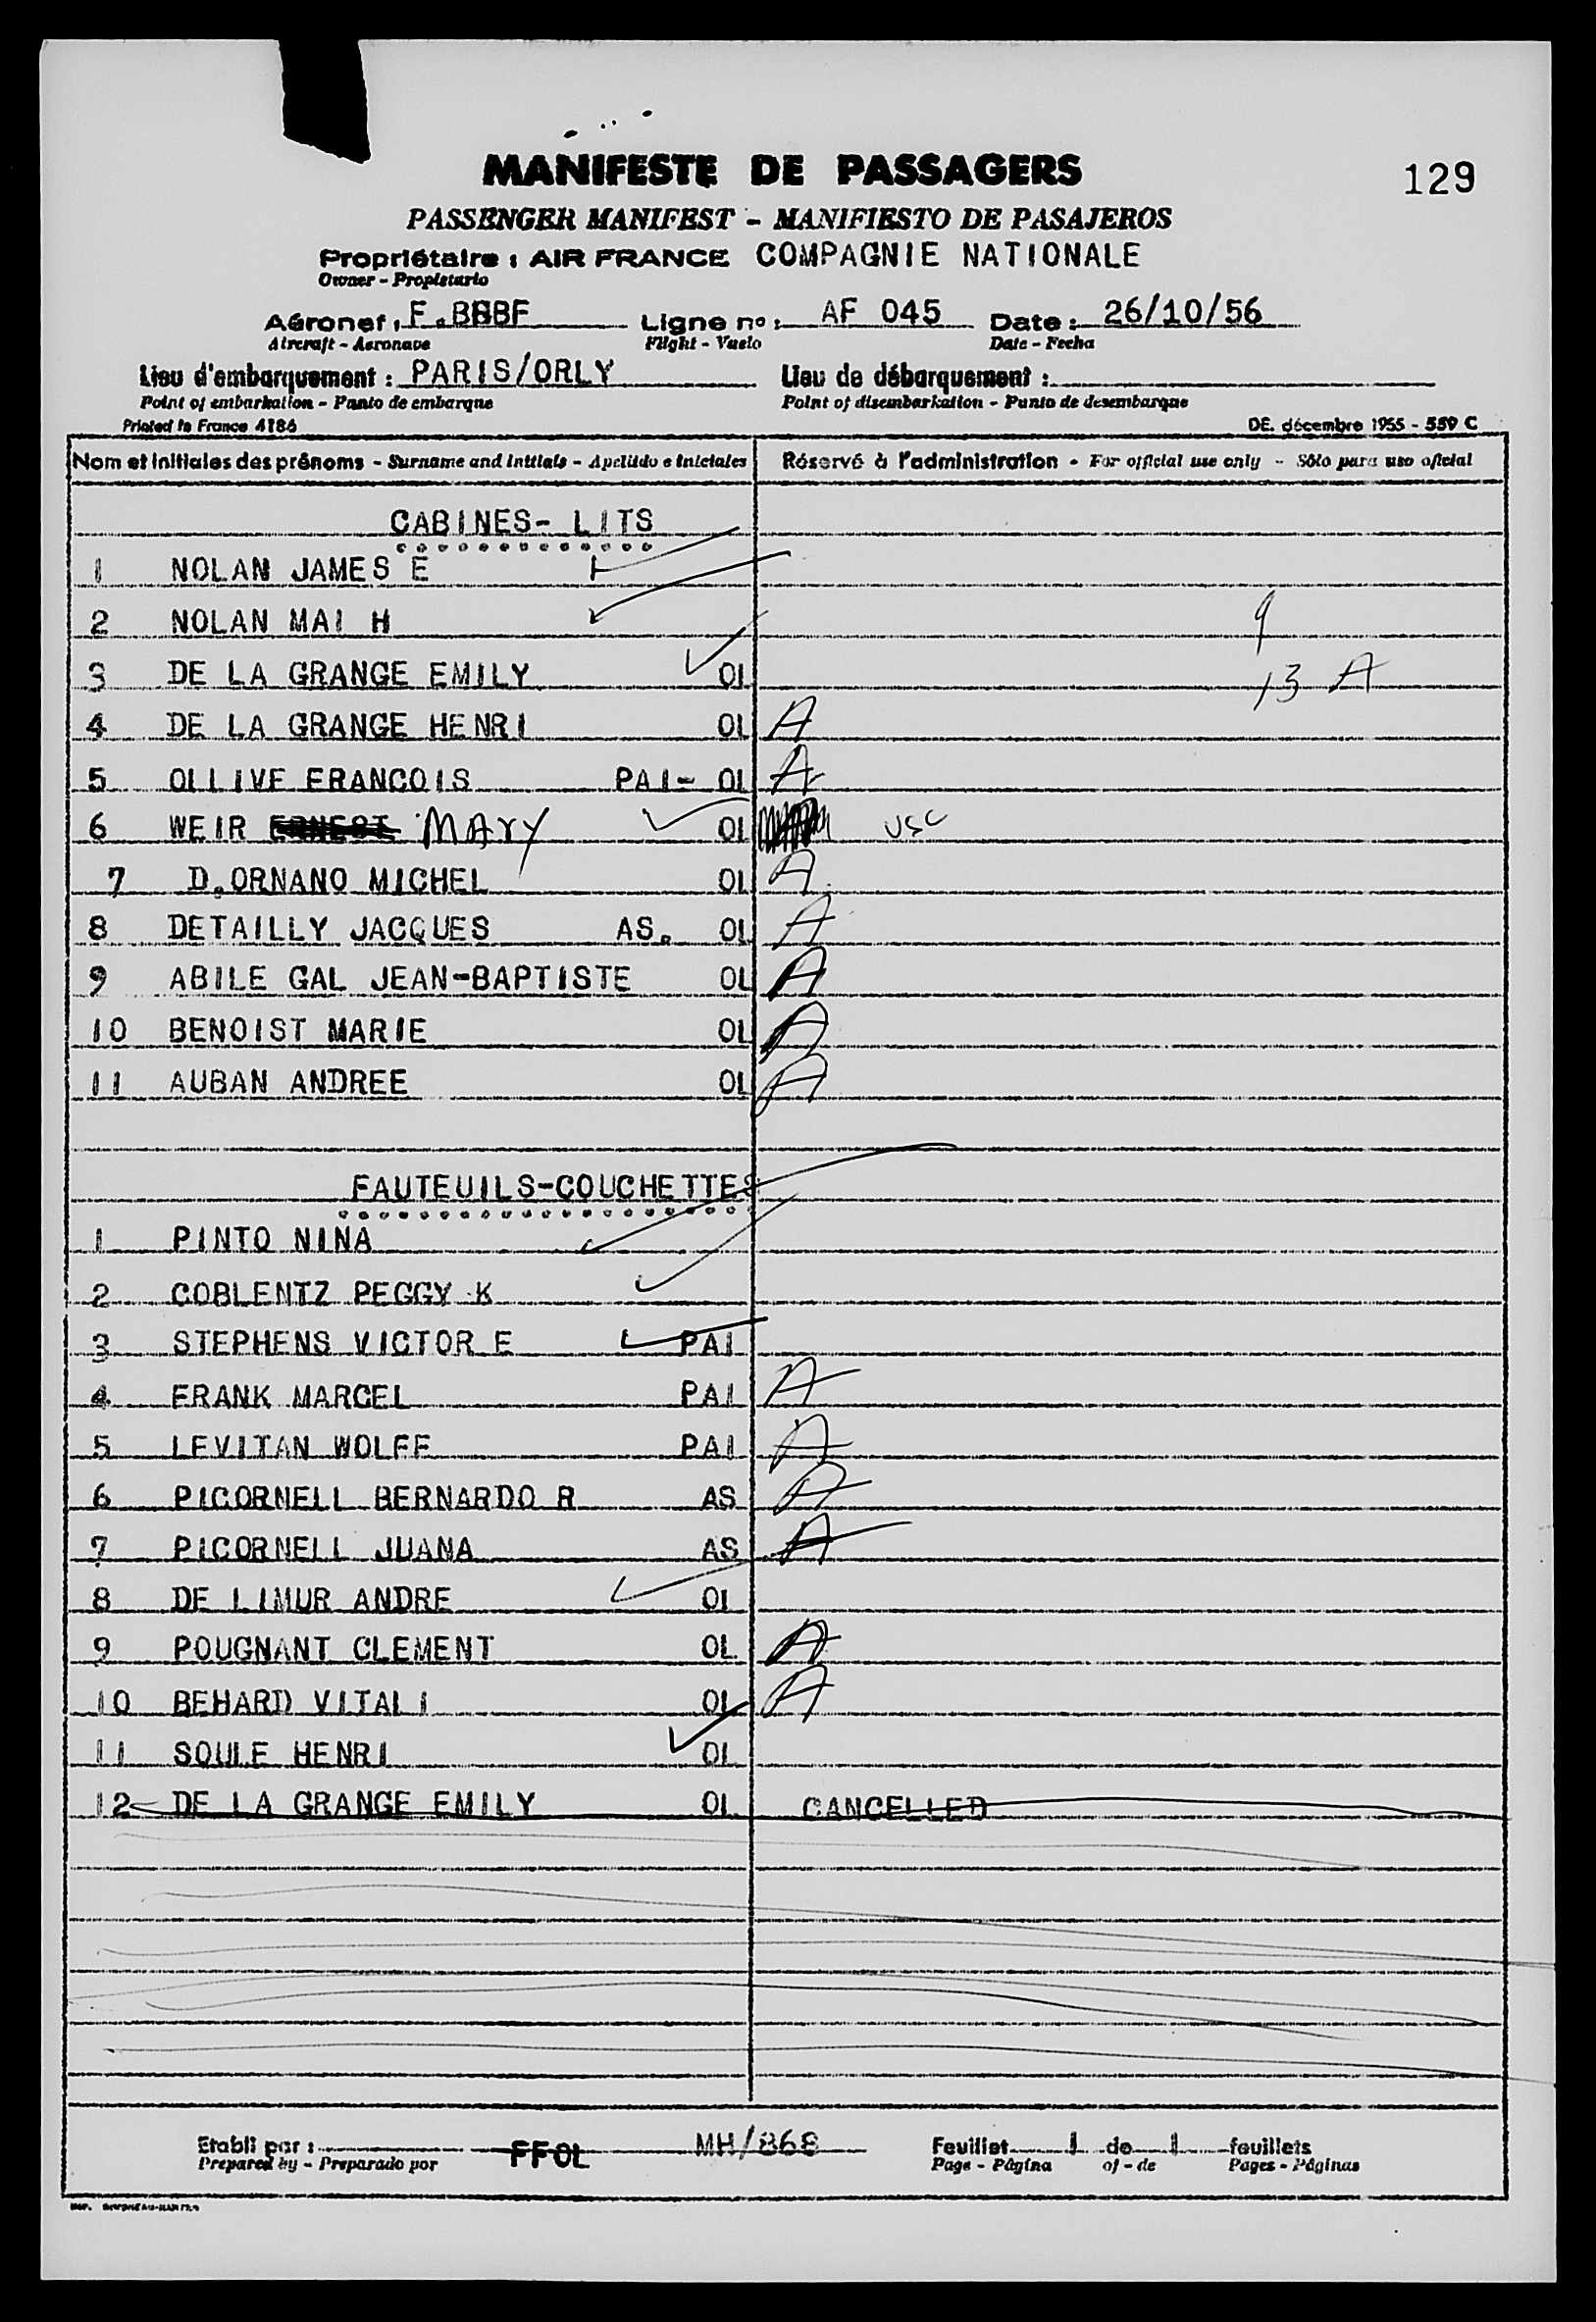 MANIFESTE DE PASSAGERS
129
PASSENGER MANIFEST - MANIFIESTO DE PASAJEROS
Propriétaire : AIR FRANCE COMPAGNIE NATIONALE
Owner - Propietario
Aéronef : F.BHBF Ligne no : AF 045 Date : 26/10/56
Aircraft - Aeronave Flight - Vuelo Date - Fecha
Lieu d'embarquement : PARIS/ORLY Lieu de débarquement :
Point of embarkation - Punto de embarque Point of disembarkation - Punto de desembarque
Printed in France 4186 DE. décembre 1955 - 559 C
Nom et initiales des prénoms - Surname and initials - Apellido e iniciales Réservé à l'administration - For official use only - Sólo para uso oficial
CABINES- LITS
1 NOLAN JAMES E
2 NOLAN MAI H 9
3 DE LA GRANGE EMILY OL 13 A
4 DE LA GRANGE HENRI OL A
5 OLLIVE FRANCOIS PAI- OL A
6 WEIR ERNEST MARY OL USC
7 D.ORNANO MICHEL OL A
8 DETAILLY JACQUES AS. OL A
9 ABILE GAL JEAN-BAPTISTE OL A
10 BENOIST MARIE OL A
11 AUBAN ANDREE OL A
FAUTEUILS-COUCHETTES
1 PINTO NINA
2 COBLENTZ PEGGY K
3 STEPHENS VICTOR E PAI
4 FRANK MARCEL PAI A
5 LEVITAN WOLFF PAI A
6 PICORNELL BERNARDO R AS A
7 PICORNELL JUANA AS A
8 DE LIMUR ANDRE OL
9 POUGNANT CLEMENT OL A
10 BEHARD VITALI OL A
11 SOULE HENRI OL
12 DE LA GRANGE EMILY OL CANCELLED
Etabli par : FFOL MH/868 Feuillet 1 de 1 feuillets
Prepared by - Preparado por Page - Página of - de Pages - Páginas